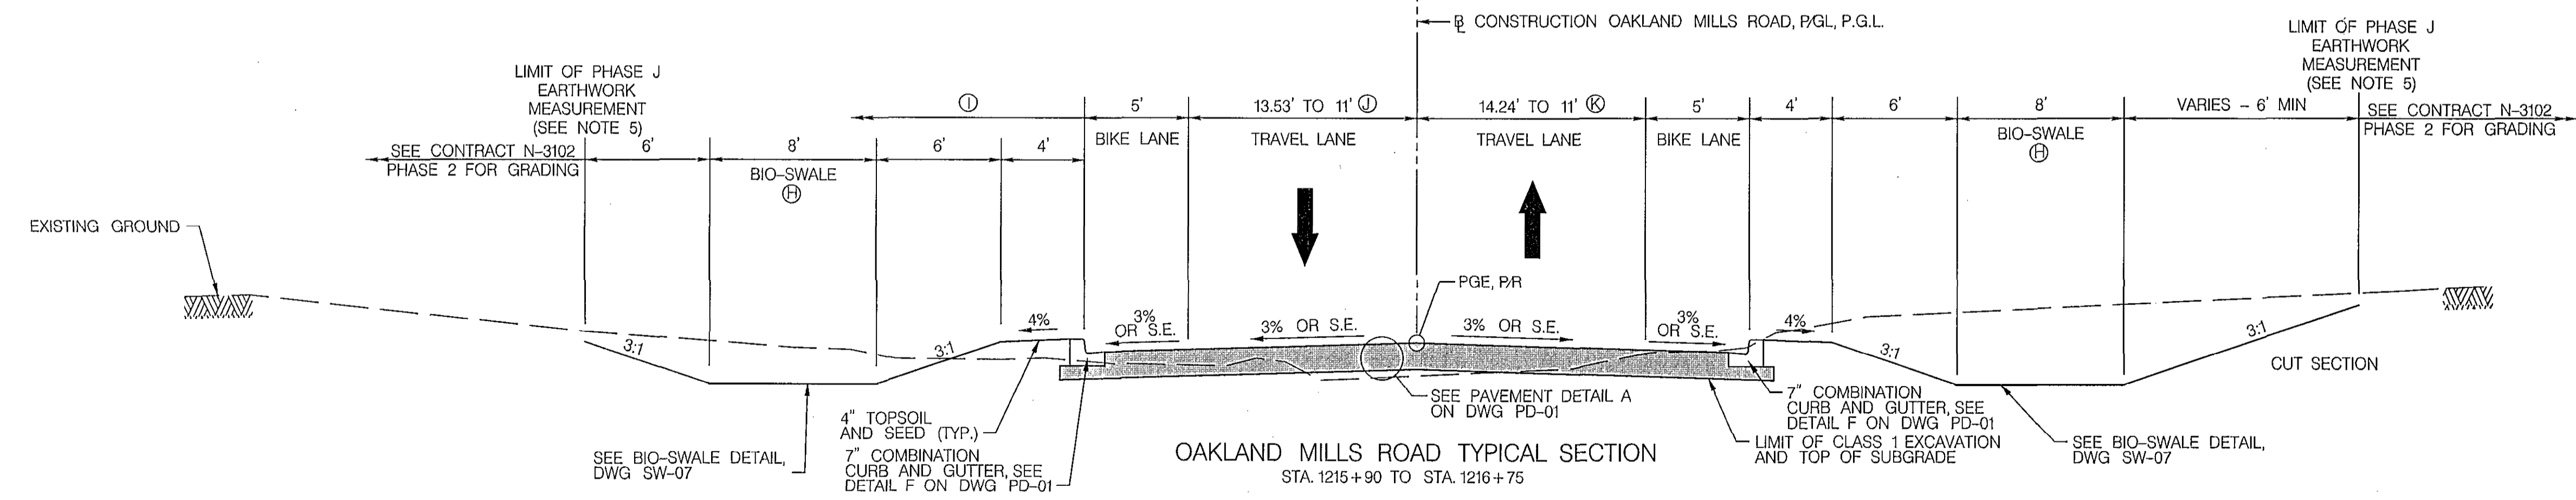 ℄ CONSTRUCTION OAKLAND MILLS ROAD, P/GL, P.G.L.
LIMIT OF PHASE J
EARTHWORK
MEASUREMENT
(SEE NOTE 5)
LIMIT OF PHASE J
EARTHWORK
MEASUREMENT
(SEE NOTE 5)
I
5'
13.53' TO 11' J
14.24' TO 11' K
5'
4'
6'
8'
VARIES - 6' MIN
SEE CONTRACT N-3102
PHASE 2 FOR GRADING
SEE CONTRACT N-3102
PHASE 2 FOR GRADING
6'
8'
6'
4'
BIKE LANE
TRAVEL LANE
TRAVEL LANE
BIKE LANE
BIO-SWALE
H
BIO-SWALE
H
EXISTING GROUND
PGE, P/R
3:1
3:1
4%
3%
OR S.E.
3% OR S.E.
3% OR S.E.
3%
OR S.E.
4%
3:1
3:1
CUT SECTION
4" TOPSOIL
AND SEED (TYP.)
SEE BIO-SWALE DETAIL,
DWG SW-07
7" COMBINATION
CURB AND GUTTER, SEE
DETAIL F ON DWG PD-01
SEE PAVEMENT DETAIL A
ON DWG PD-01
7" COMBINATION
CURB AND GUTTER, SEE
DETAIL F ON DWG PD-01
LIMIT OF CLASS 1 EXCAVATION
AND TOP OF SUBGRADE
SEE BIO-SWALE DETAIL,
DWG SW-07
OAKLAND MILLS ROAD TYPICAL SECTION
STA. 1215+90 TO STA. 1216+75